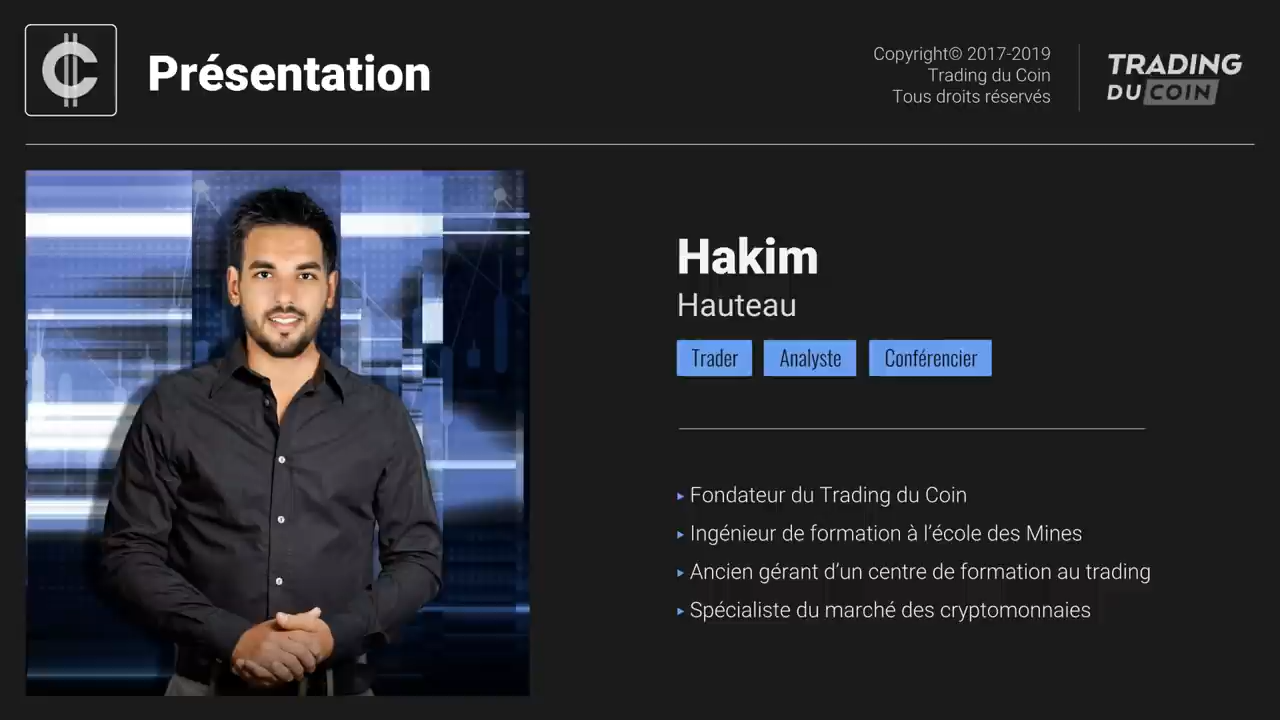 Présentation
Copyright© 2017-2019
Trading du Coin
Tous droits réservés
TRADING
DU COIN
Hakim
Hauteau
Trader
Analyste
Conférencier
▸ Fondateur du Trading du Coin
▸ Ingénieur de formation à l’école des Mines
▸ Ancien gérant d’un centre de formation au trading
▸ Spécialiste du marché des cryptomonnaies